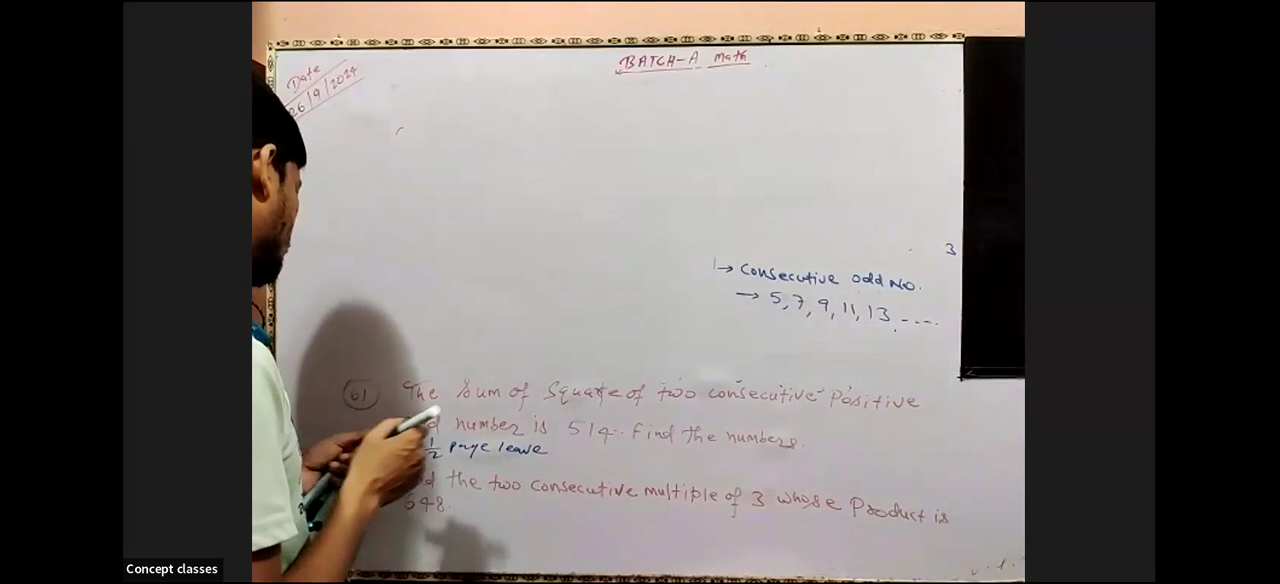 BATCH-A Math
Date
26/9/2024
3
→ Consecutive odd No.
→ 5, 7, 9, 11, 13, ----
61 The Sum of Square of two consecutive Positive
number is 514. Find the numbers.
1/2 page leave
the two consecutive multiple of 3 whose Product is
648.
Concept classes